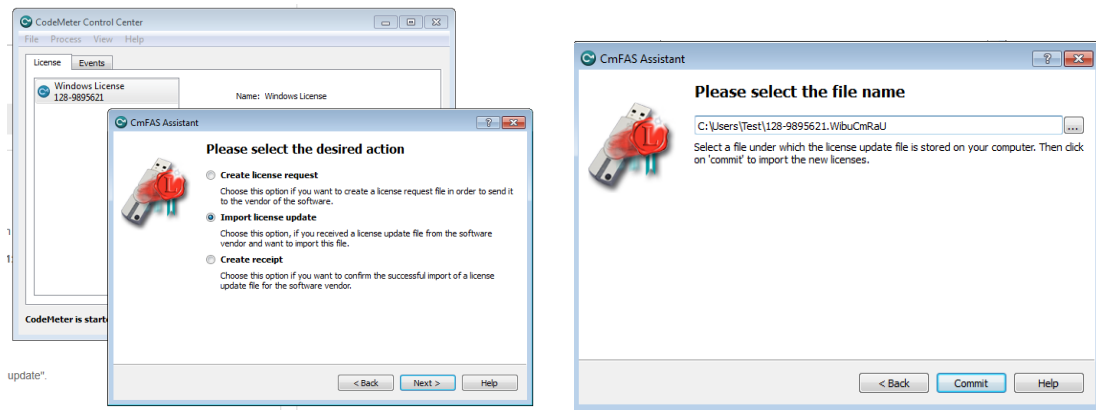 CodeMeter Control Center
File Process View Help
License Events
Windows License
128-9895621
Name: Windows License
CodeMeter is starte
update".
CmFAS Assistant
Please select the desired action
Create license request
Choose this option if you want to create a license request file in order to send it
to the vendor of the software.
Import license update
Choose this option, if you received a license update file from the software
vendor and want to import this file.
Create receipt
Choose this option if you want to confirm the successful import of a license
update file for the software vendor.
< Back Next > Help
CmFAS Assistant
Please select the file name
C:\Users\Test\128-9895621.WibuCmRaU
...
Select a file under which the license update file is stored on your computer. Then click
on 'commit' to import the new licenses.
< Back Commit Help